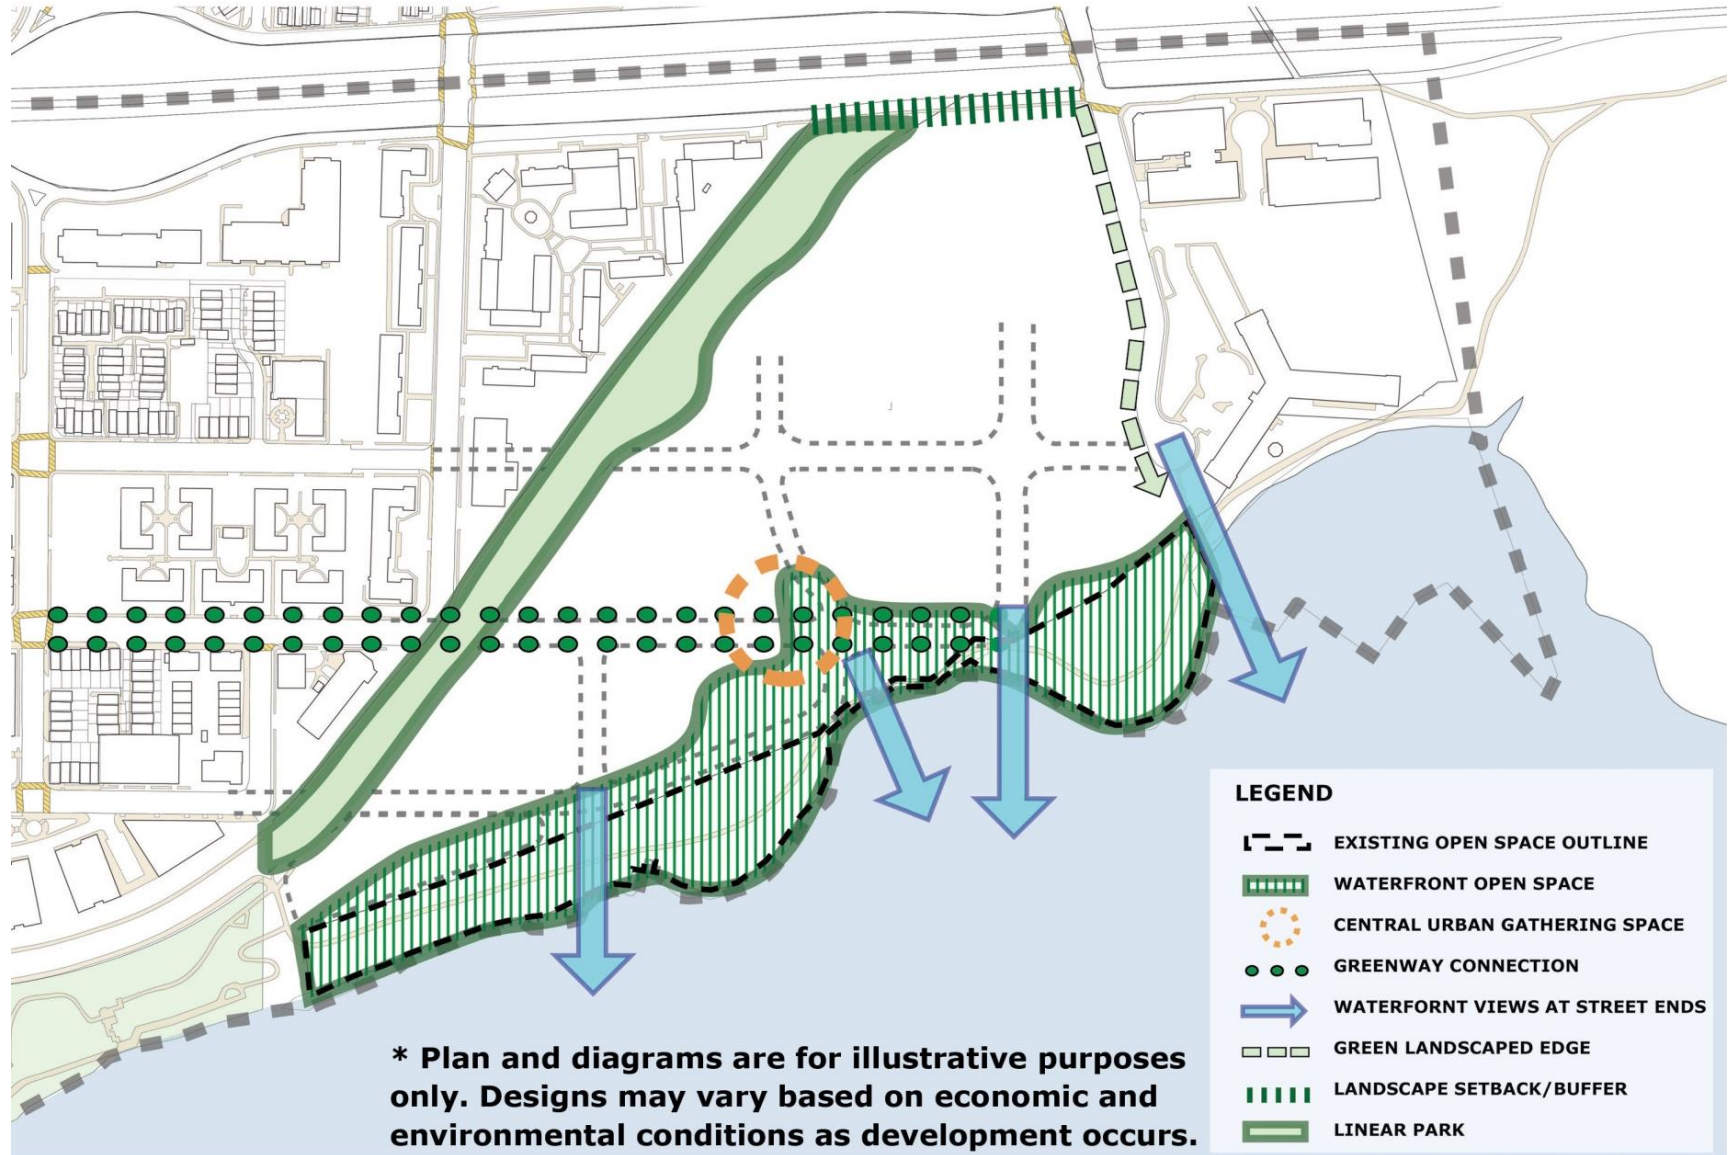 LEGEND
EXISTING OPEN SPACE OUTLINE
WATERFRONT OPEN SPACE
CENTRAL URBAN GATHERING SPACE
GREENWAY CONNECTION
WATERFORNT VIEWS AT STREET ENDS
GREEN LANDSCAPED EDGE
LANDSCAPE SETBACK/BUFFER
LINEAR PARK
* Plan and diagrams are for illustrative purposes
only. Designs may vary based on economic and
environmental conditions as development occurs.